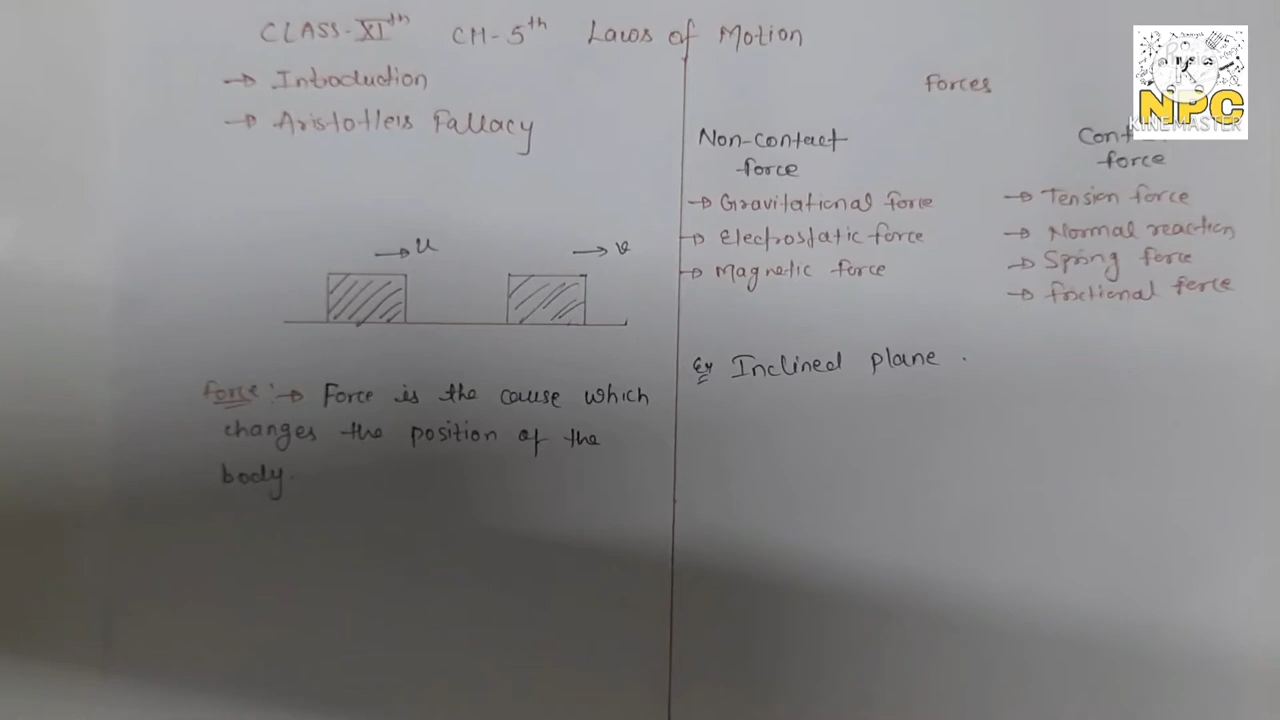 CLASS-XIth CH-5th Laws of Motion
→ Introduction
→ Aristotle's Fallacy
→ u
→ v
force :→ Force is the cause which
changes the position of the
body.
Forces
Non-contact
force
→ Gravitational force
→ Electrostatic force
→ Magnetic force
force
→ Tension force
→ Normal reaction
→ Spring force
→ frictional force
Ex Inclined plane .
Physics
NPC
KINEMASTER